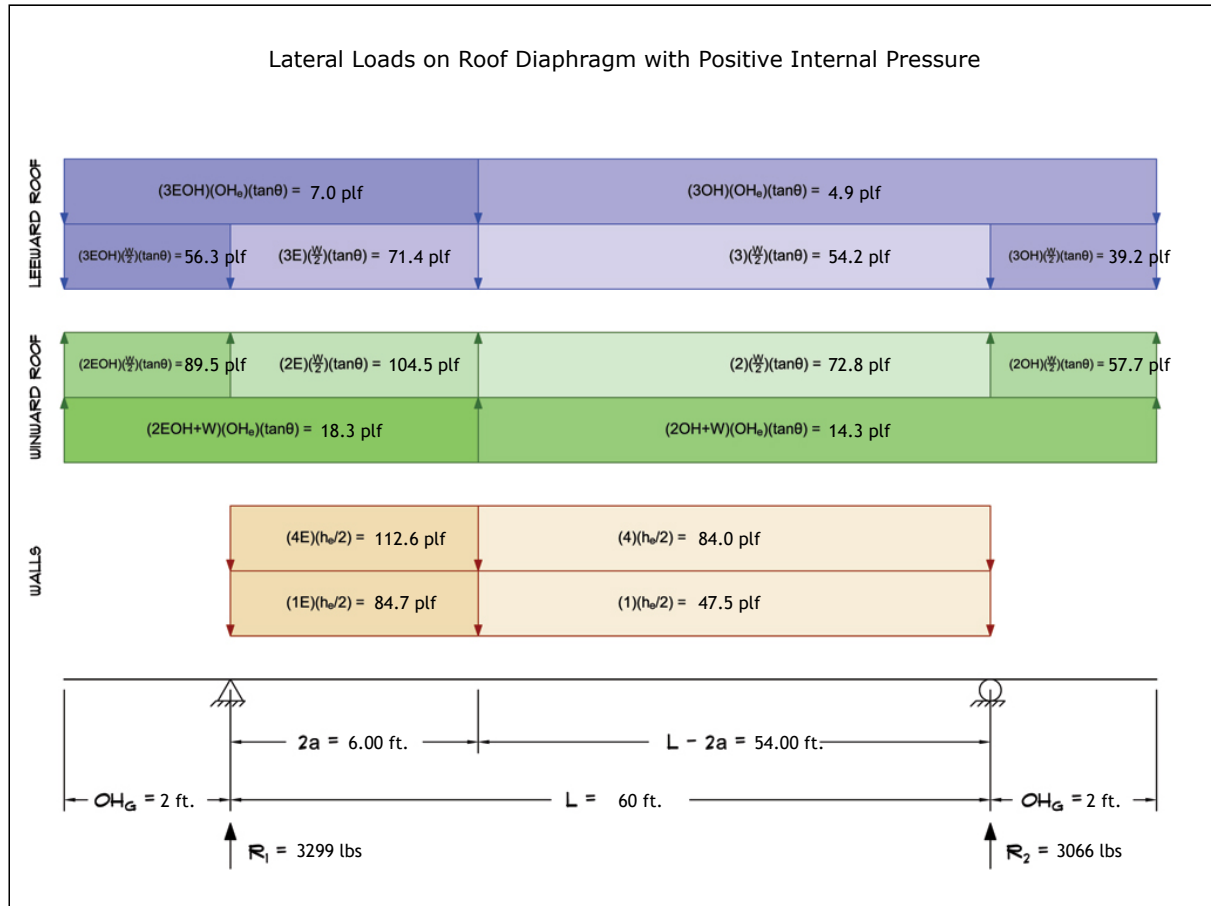 Lateral Loads on Roof Diaphragm with Positive Internal Pressure
LEEWARD ROOF
(3EOH)(OHₑ)(tanθ) = 7.0 plf
(3OH)(OHₑ)(tanθ) = 4.9 plf
(3EOH)(W/2)(tanθ) = 56.3 plf
(3E)(W/2)(tanθ) = 71.4 plf
(3)(W/2)(tanθ) = 54.2 plf
(3OH)(W/2)(tanθ) = 39.2 plf
WINWARD ROOF
(2EOH)(W/2)(tanθ) = 89.5 plf
(2E)(W/2)(tanθ) = 104.5 plf
(2)(W/2)(tanθ) = 72.8 plf
(2OH)(W/2)(tanθ) = 57.7 plf
(2EOH+W)(OHₑ)(tanθ) = 18.3 plf
(2OH+W)(OHₑ)(tanθ) = 14.3 plf
WALLS
(4E)(hₑ/2) = 112.6 plf
(4)(hₑ/2) = 84.0 plf
(1E)(hₑ/2) = 84.7 plf
(1)(hₑ/2) = 47.5 plf
2a = 6.00 ft.
L - 2a = 54.00 ft.
OH_G = 2 ft.
L = 60 ft.
OH_G = 2 ft.
R₁ = 3299 lbs
R₂ = 3066 lbs